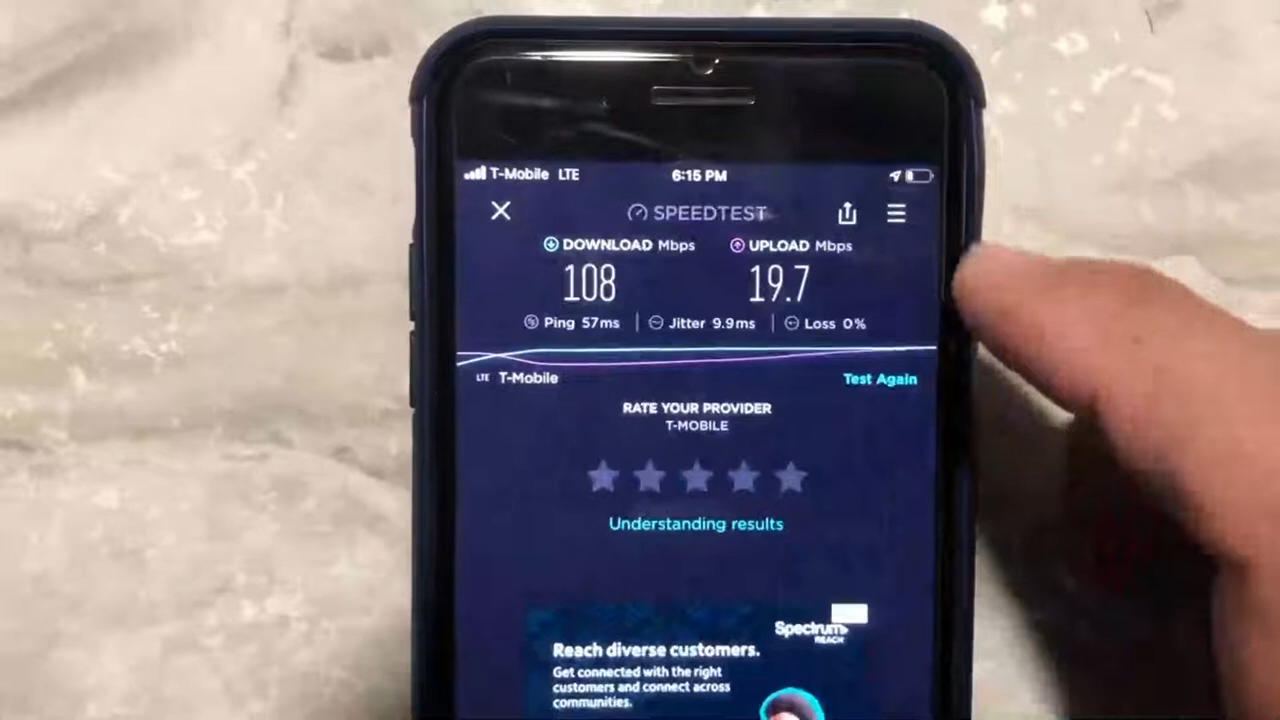 T-Mobile LTE 6:15 PM
SPEEDTEST
DOWNLOAD Mbps UPLOAD Mbps
108 19.7
Ping 57ms Jitter 9.9ms Loss 0%
LTE T-Mobile Test Again
RATE YOUR PROVIDER
T-MOBILE
Understanding results
Spectrum
REACH
Reach diverse customers.
Get connected with the right
customers and connect across
communities.